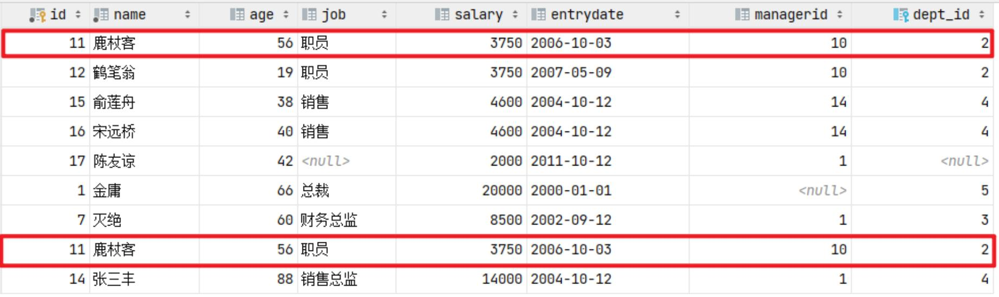 id name age job salary entrydate managerid dept_id
11 鹿杖客 56 职员 3750 2006-10-03 10 2
12 鹤笔翁 19 职员 3750 2007-05-09 10 2
15 俞莲舟 38 销售 4600 2004-10-12 14 4
16 宋远桥 40 销售 4600 2004-10-12 14 4
17 陈友谅 42 <null> 2000 2011-10-12 1 <null>
1 金庸 66 总裁 20000 2000-01-01 <null> 5
7 灭绝 60 财务总监 8500 2002-09-12 1 3
11 鹿杖客 56 职员 3750 2006-10-03 10 2
14 张三丰 88 销售总监 14000 2004-10-12 1 4